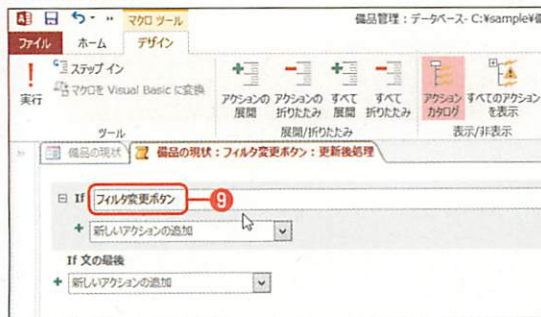 マクロ ツール
備品管理：データベース- C:¥sample¥備
ファイル ホーム デザイン
実行
ステップ イン
マクロを Visual Basic に変換
ツール
アクションの展開
アクションの折りたたみ
すべて展開
すべて折りたたみ
展開/折りたたみ
アクションカタログ
すべてのアクションを表示
表示/非表示
備品の現状
備品の現状：フィルタ変更ボタン：更新後処理
If フィルタ変更ボタン
9
新しいアクションの追加
If 文の最後
新しいアクションの追加